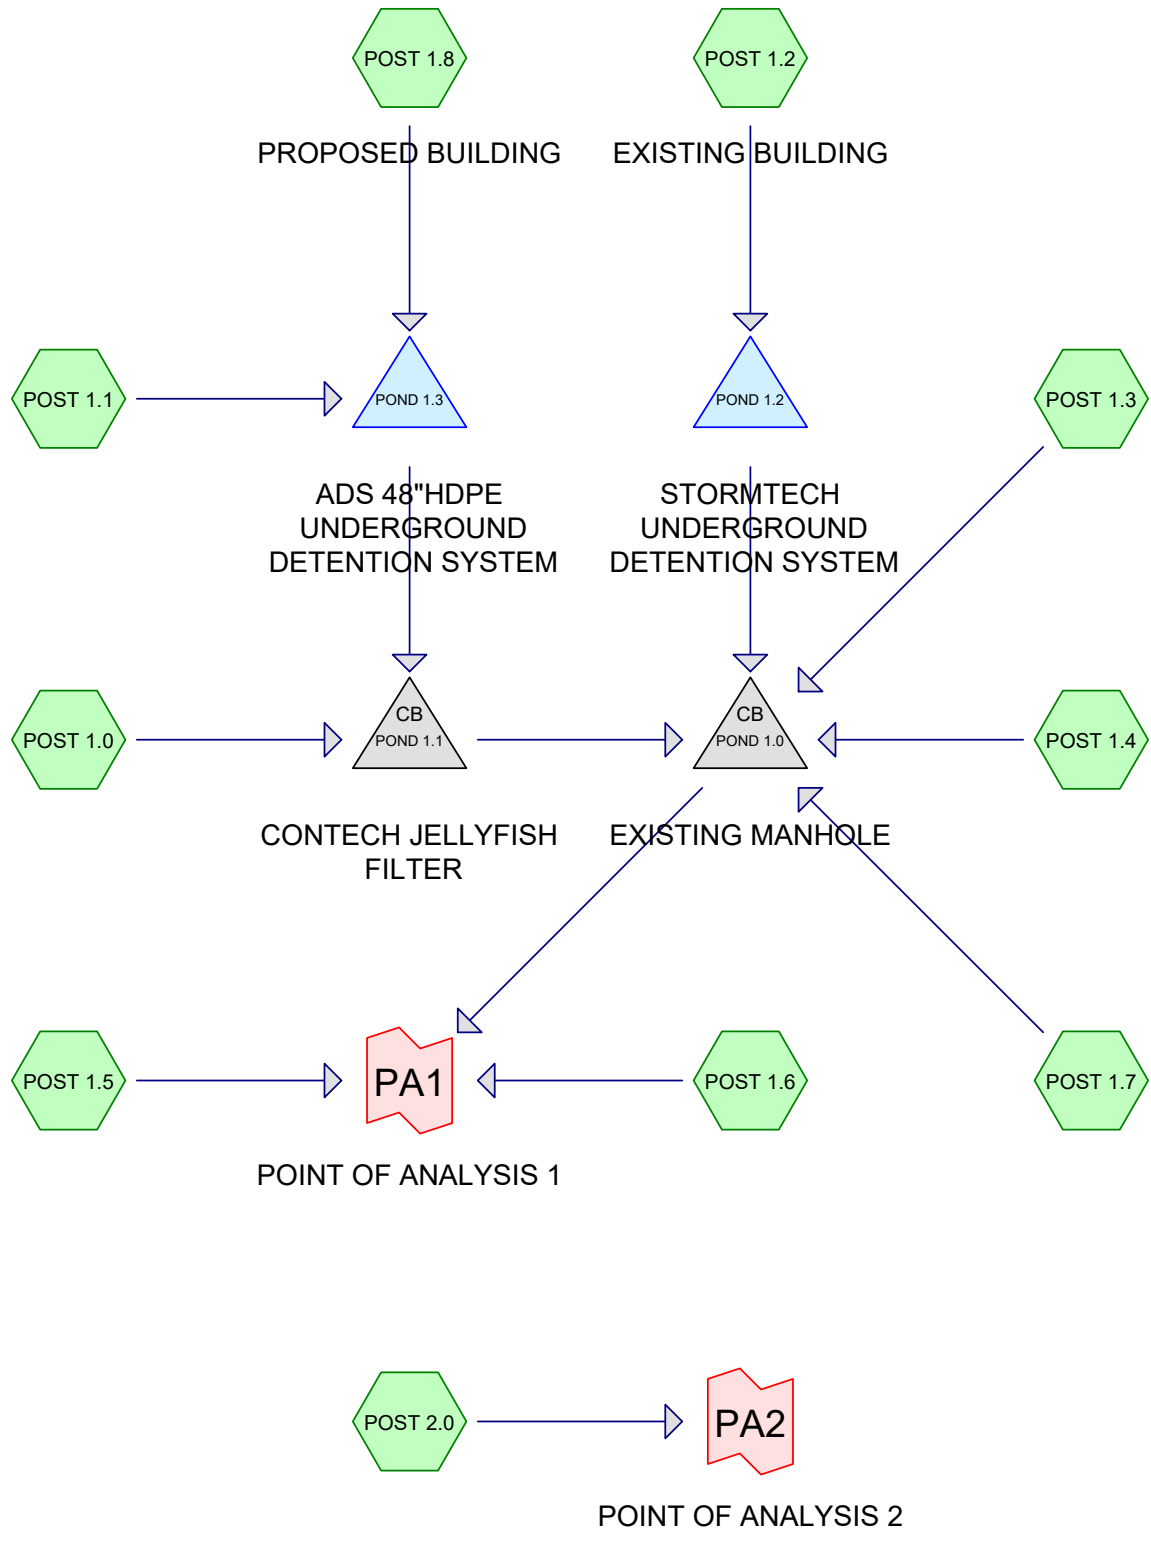 POST 1.8
POST 1.2
PROPOSED BUILDING
EXISTING BUILDING
POST 1.1
POND 1.3
POND 1.2
POST 1.3
ADS 48"HDPE
UNDERGROUND
DETENTION SYSTEM
STORMTECH
UNDERGROUND
DETENTION SYSTEM
POST 1.0
CB
POND 1.1
CB
POND 1.0
POST 1.4
CONTECH JELLYFISH
FILTER
EXISTING MANHOLE
POST 1.5
PA1
POST 1.6
POST 1.7
POINT OF ANALYSIS 1
POST 2.0
PA2
POINT OF ANALYSIS 2